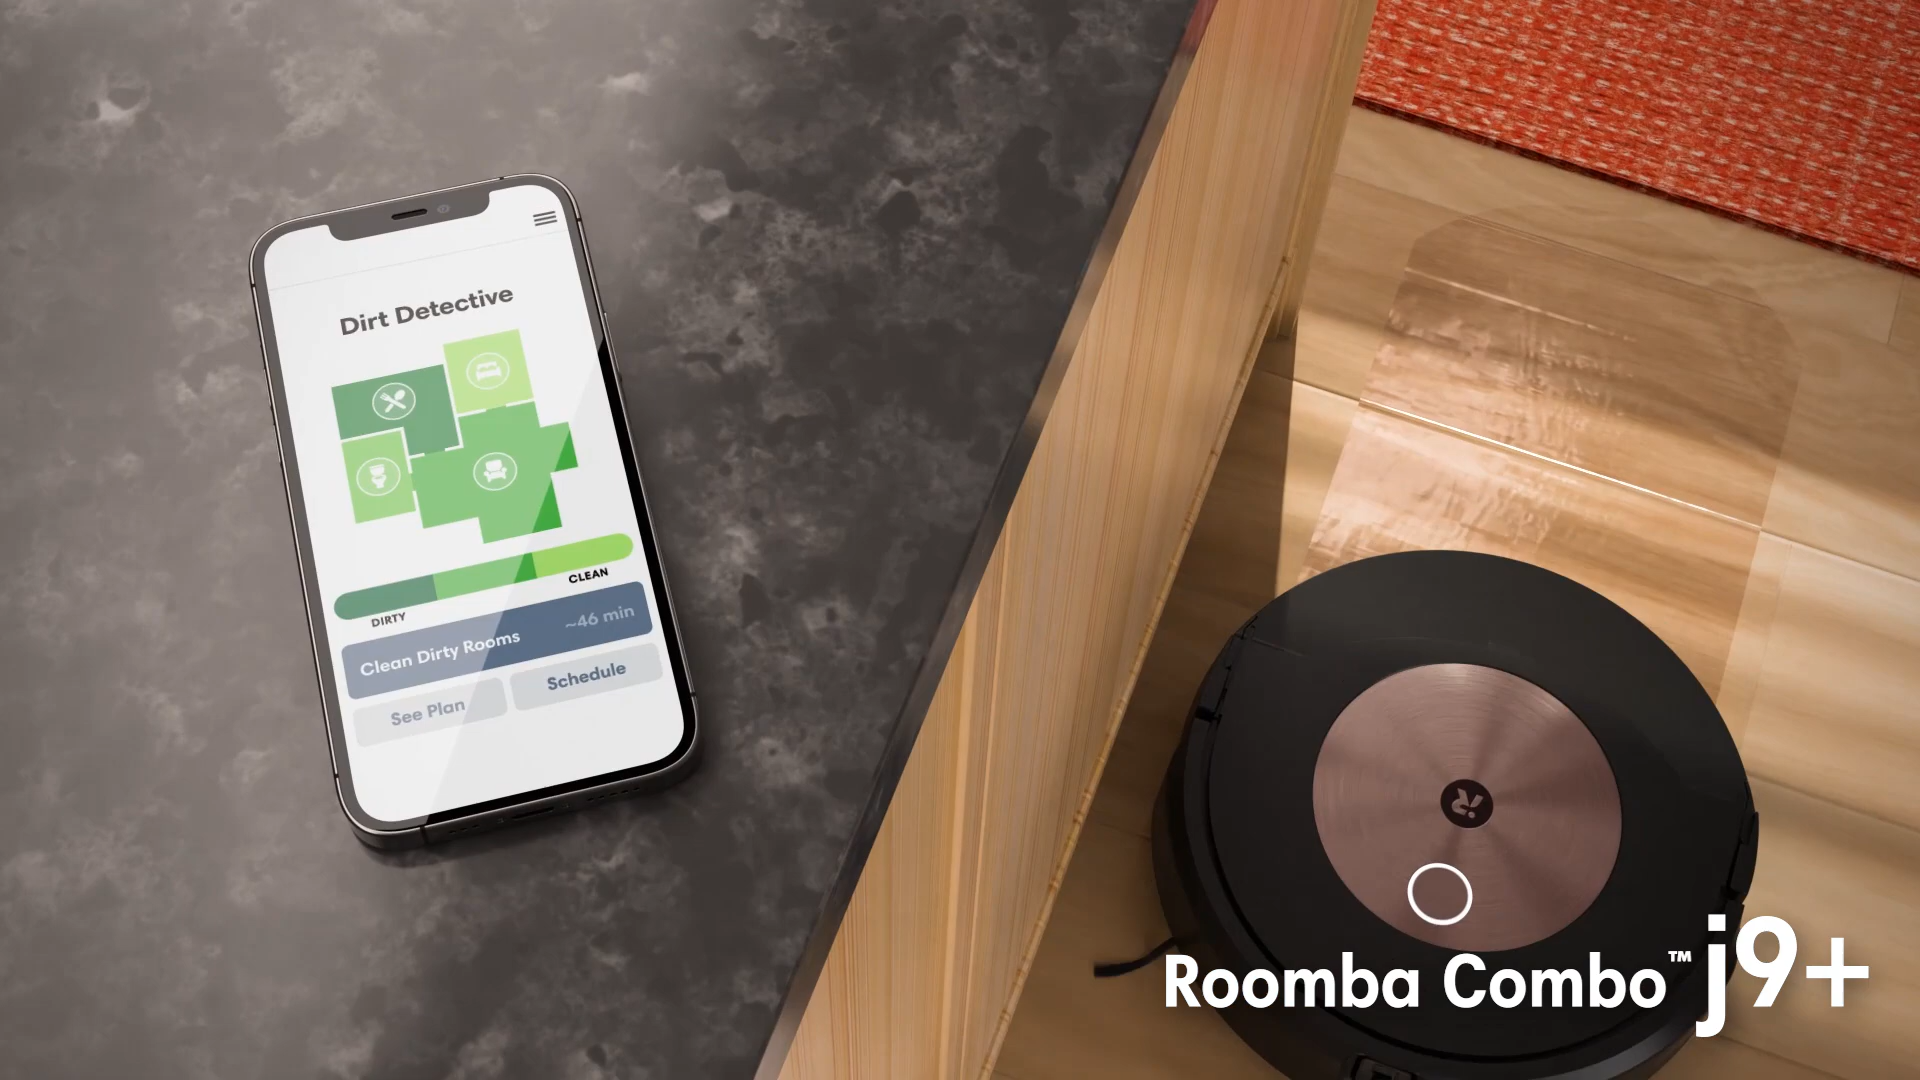 Dirt Detective
CLEAN
DIRTY
Clean Dirty Rooms ~46 min
See Plan
Schedule
Roomba Combo™ j9+